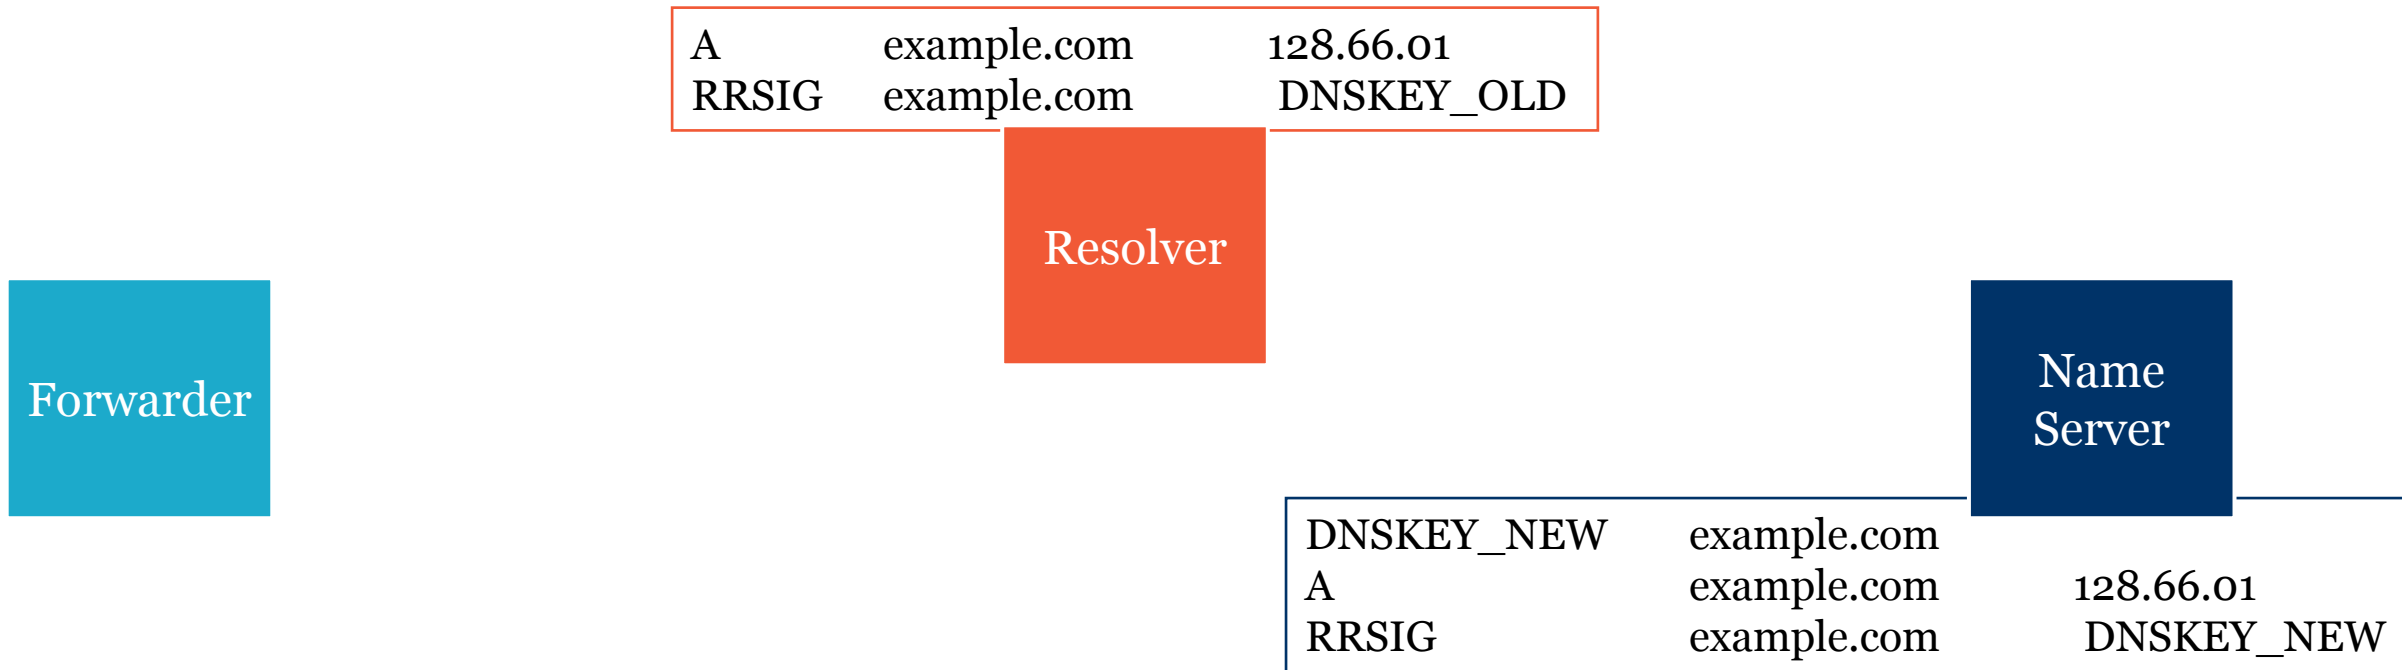 A example.com 128.66.01
RRSIG example.com DNSKEY_OLD
Resolver
Forwarder
Name
Server
DNSKEY_NEW example.com
A example.com 128.66.01
RRSIG example.com DNSKEY_NEW